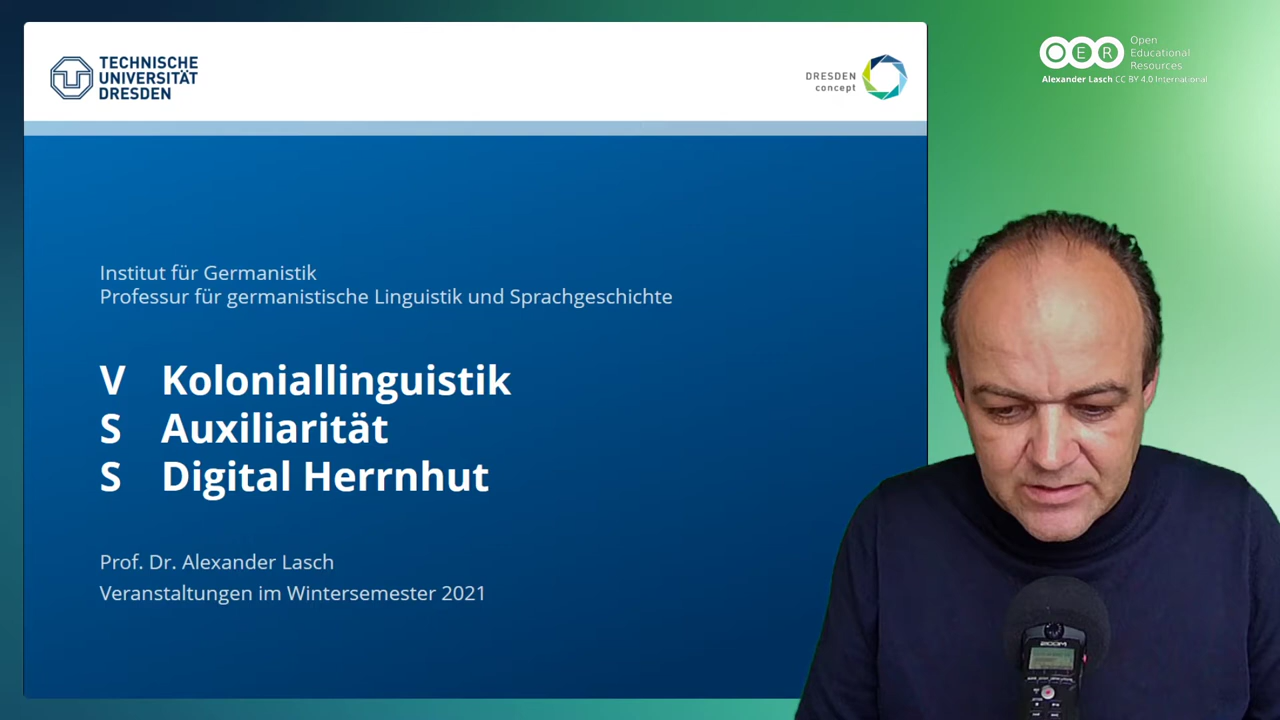 TECHNISCHE
UNIVERSITÄT
DRESDEN
DRESDEN
concept
OER
Open
Educational
Resources
Alexander Lasch CC BY 4.0 International
Institut für Germanistik
Professur für germanistische Linguistik und Sprachgeschichte
V Koloniallinguistik
S Auxiliarität
S Digital Herrnhut
Prof. Dr. Alexander Lasch
Veranstaltungen im Wintersemester 2021
zoom